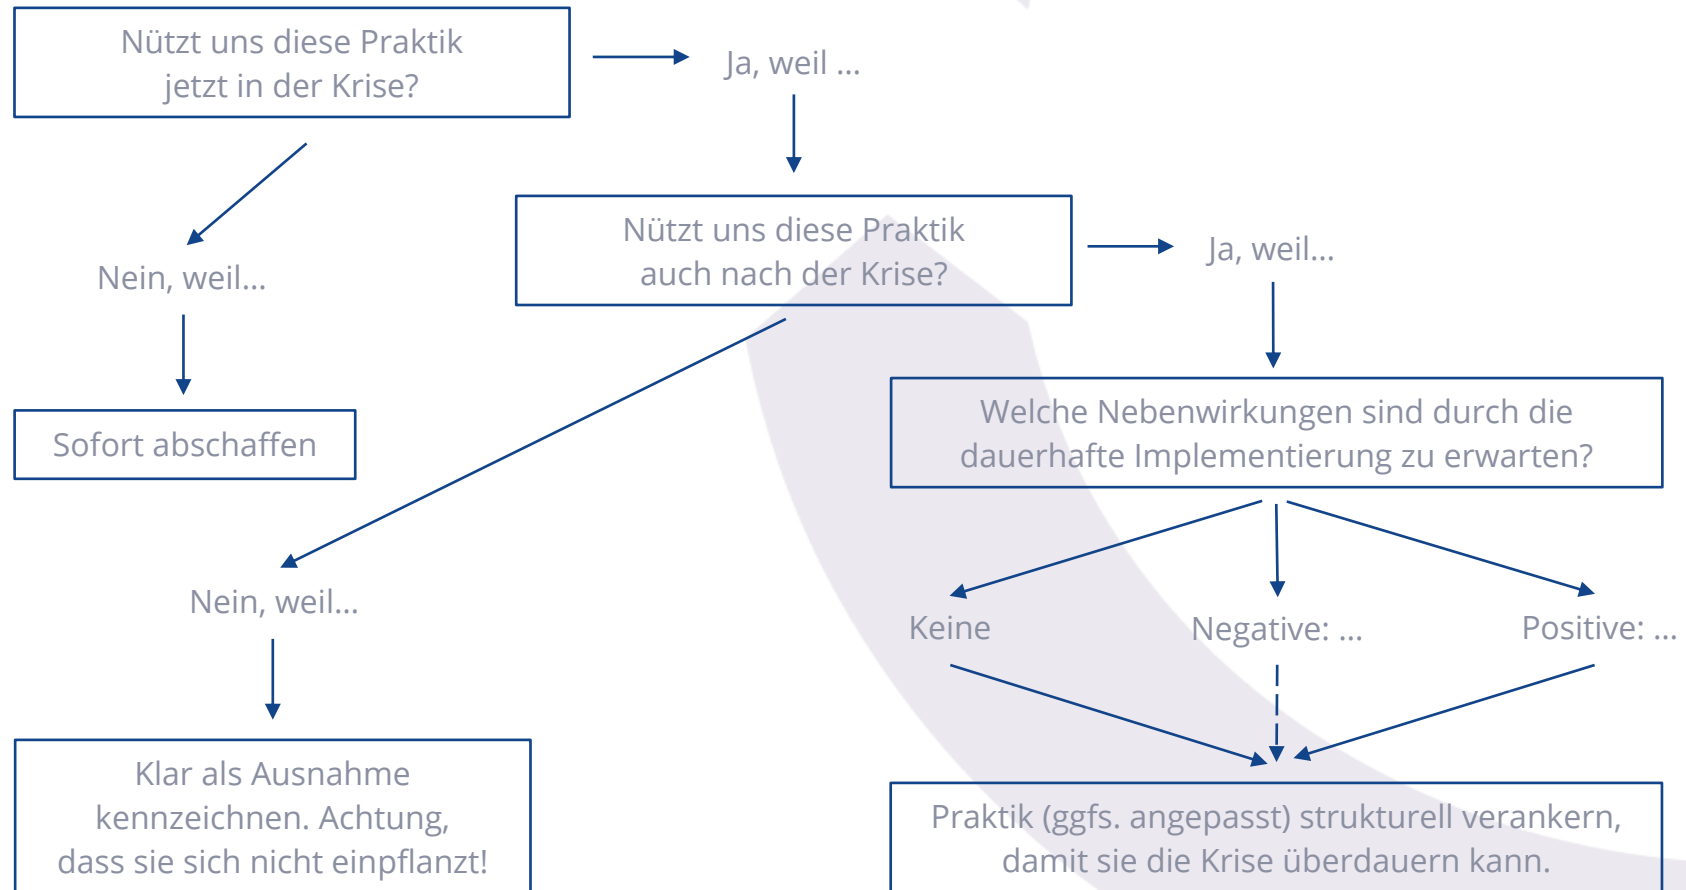 Nützt uns diese Praktik
jetzt in der Krise?
Ja, weil ...
Nützt uns diese Praktik
auch nach der Krise?
Ja, weil...
Nein, weil...
Sofort abschaffen
Welche Nebenwirkungen sind durch die
dauerhafte Implementierung zu erwarten?
Nein, weil...
Keine
Negative: ...
Positive: ...
Klar als Ausnahme
kennzeichnen. Achtung,
dass sie sich nicht einpflanzt!
Praktik (ggfs. angepasst) strukturell verankern,
damit sie die Krise überdauern kann.